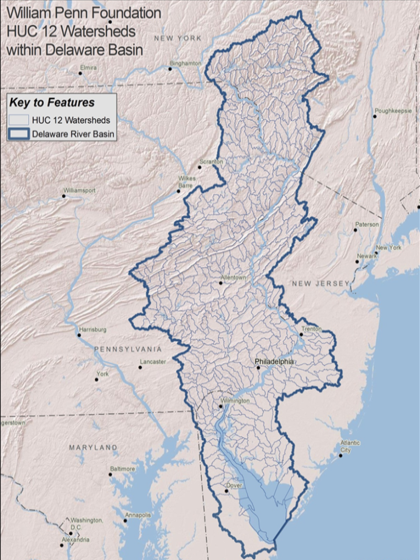 William Penn Foundation
HUC 12 Watersheds
within Delaware Basin
NEW YORK
Binghamton
Elmira
Key to Features
HUC 12 Watersheds
Delaware River Basin
Poughkeepsie
Scranton
Wilkes
Barre
Williamsport
Paterson
New York
Newark
Allentown
NEW JERSEY
Harrisburg
Trenton
PENNSYLVANIA
Lancaster
Philadelphia
York
Wilmington
gerstown
MARYLAND
Atlantic
City
Baltimore
Dover
Washington,
D.C.
Annapolis
Alexandria